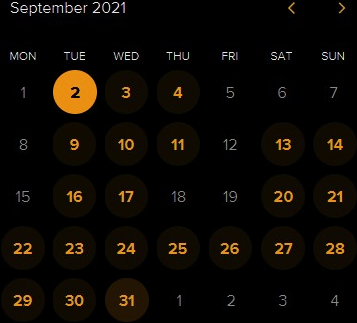 September 2021 < >
MON TUE WED THU FRI SAT SUN
1 2 3 4 5 6 7
8 9 10 11 12 13 14
15 16 17 18 19 20 21
22 23 24 25 26 27 28
29 30 31 1 2 3 4